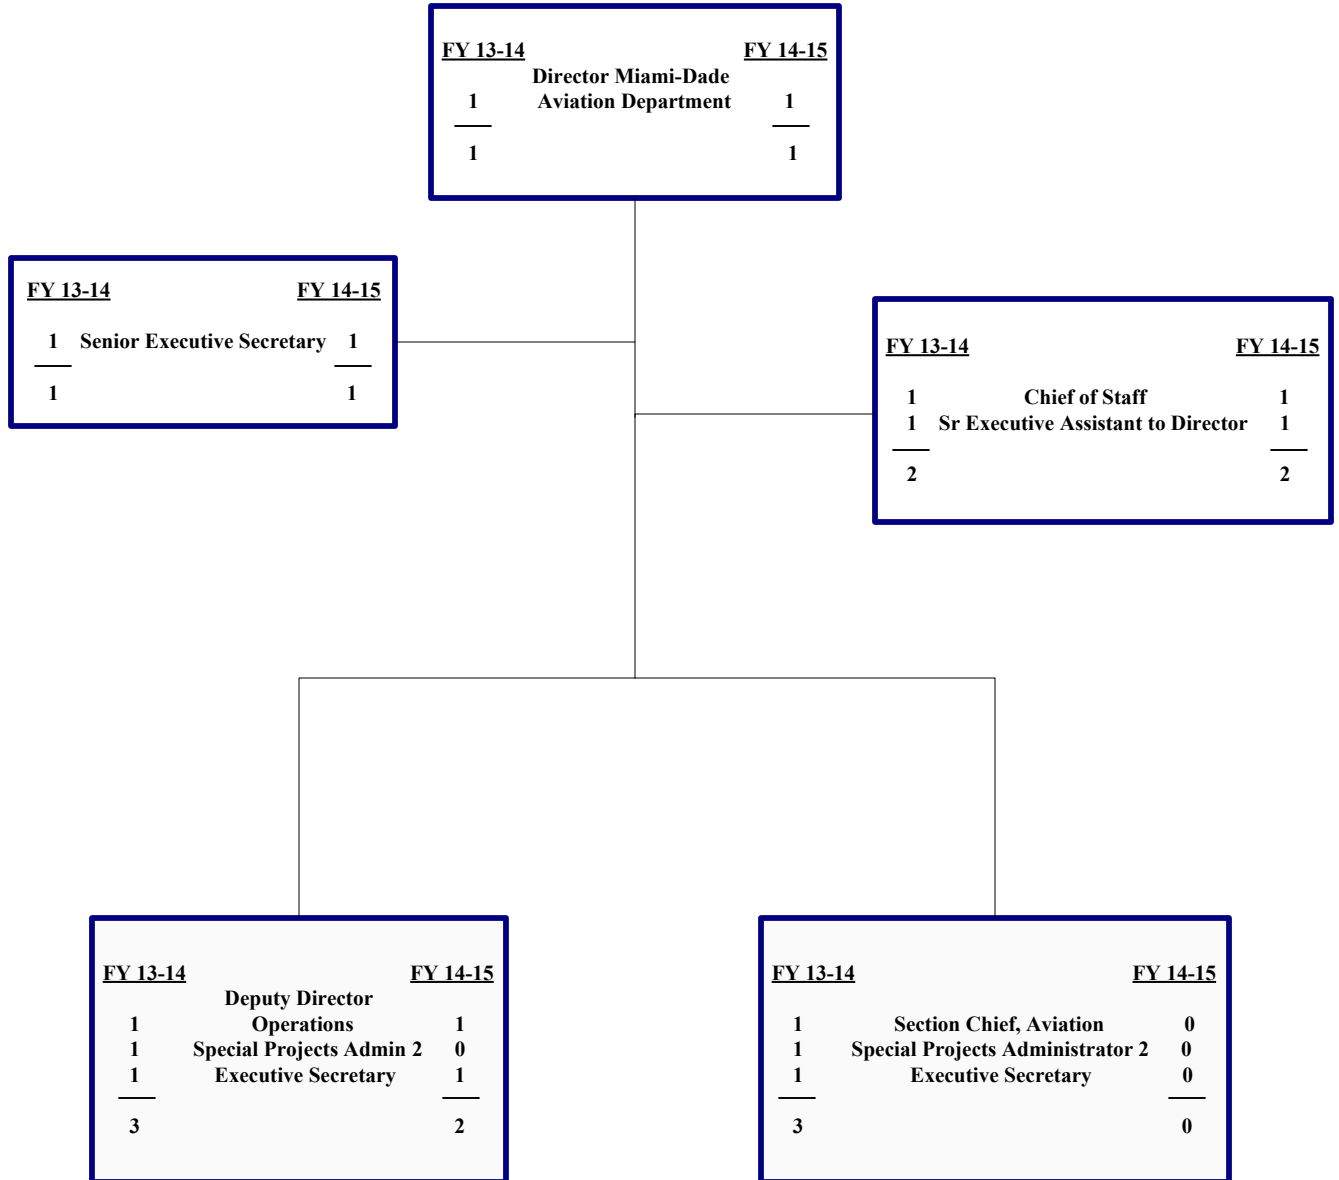 FY 13-14 FY 14-15
Director Miami-Dade
1 Aviation Department 1
1 1
FY 13-14 FY 14-15
1 Senior Executive Secretary 1
1 1
FY 13-14 FY 14-15
1 Chief of Staff 1
1 Sr Executive Assistant to Director 1
2 2
FY 13-14 FY 14-15
Deputy Director
1 Operations 1
1 Special Projects Admin 2 0
1 Executive Secretary 1
3 2
FY 13-14 FY 14-15
1 Section Chief, Aviation 0
1 Special Projects Administrator 2 0
1 Executive Secretary 0
3 0